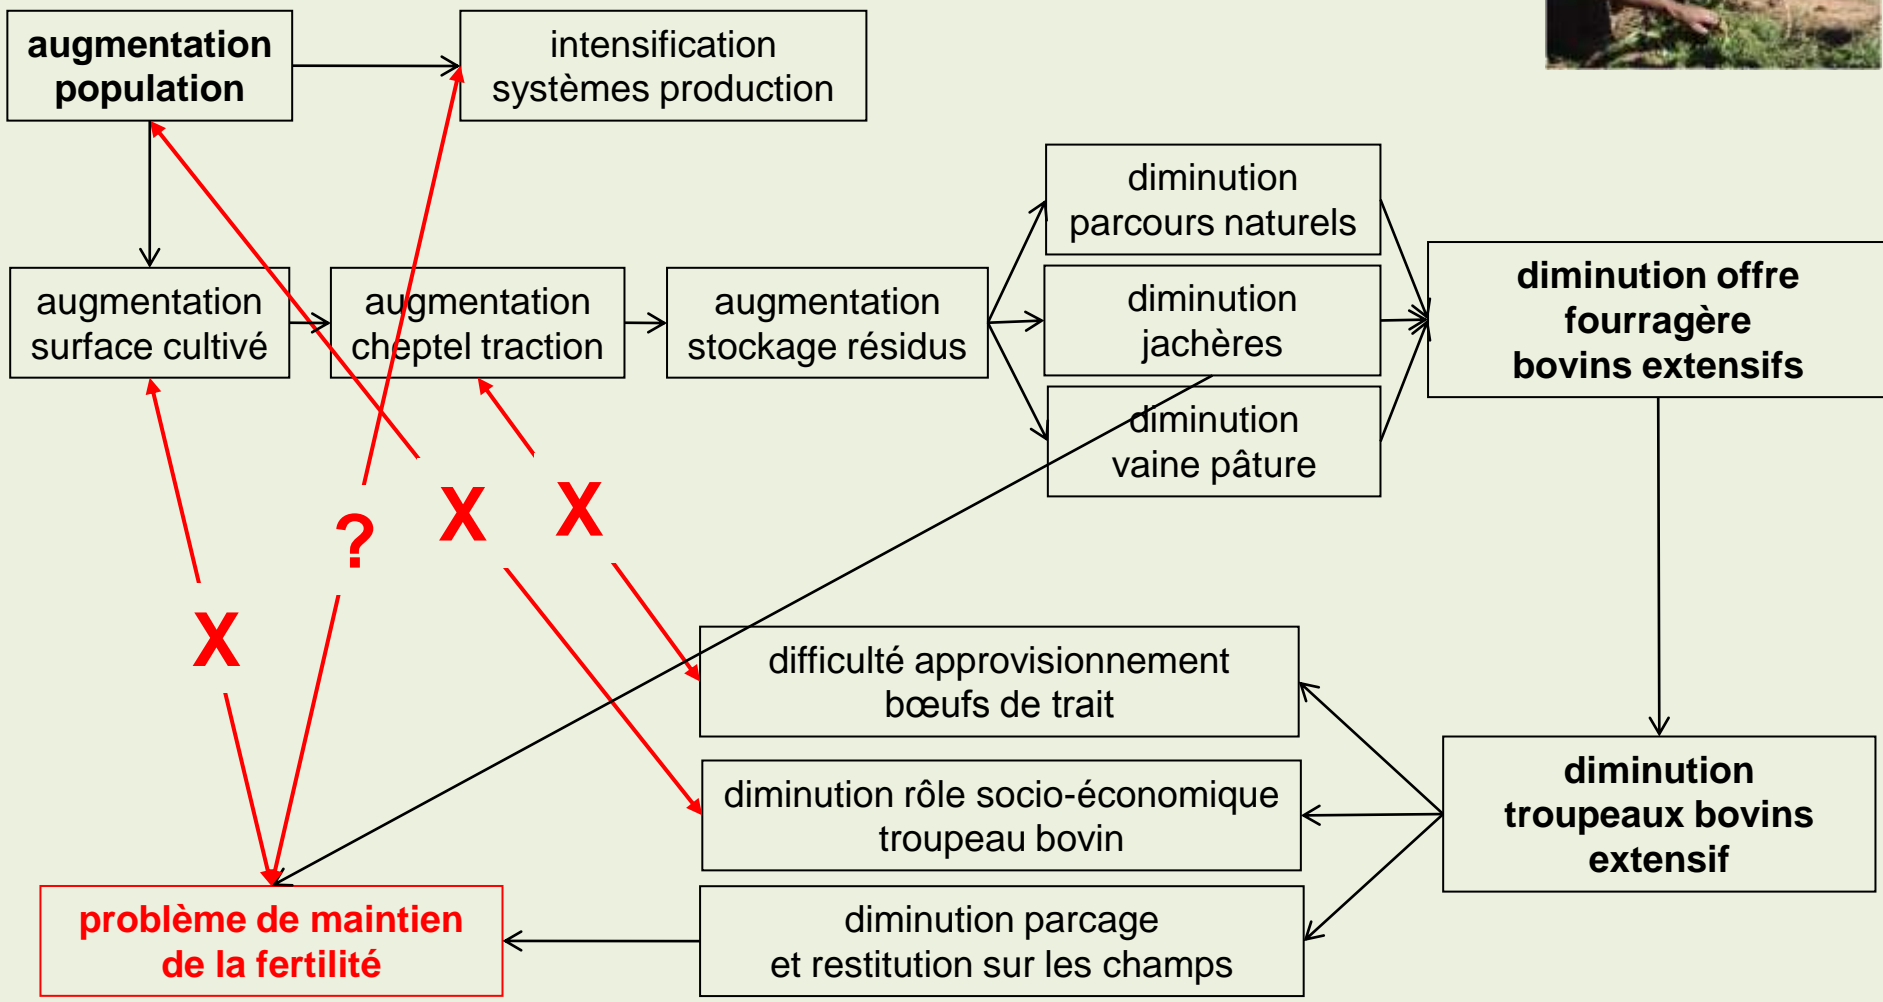 augmentation
population
intensification
systèmes production
diminution
parcours naturels
augmentation
surface cultivé
augmentation
cheptel traction
augmentation
stockage résidus
diminution
jachères
diminution offre
fourragère
bovins extensifs
diminution
vaine pâture
X
?
X
X
difficulté approvisionnement
bœufs de trait
diminution rôle socio-économique
troupeau bovin
diminution
troupeaux bovins
extensif
problème de maintien
de la fertilité
diminution parcage
et restitution sur les champs